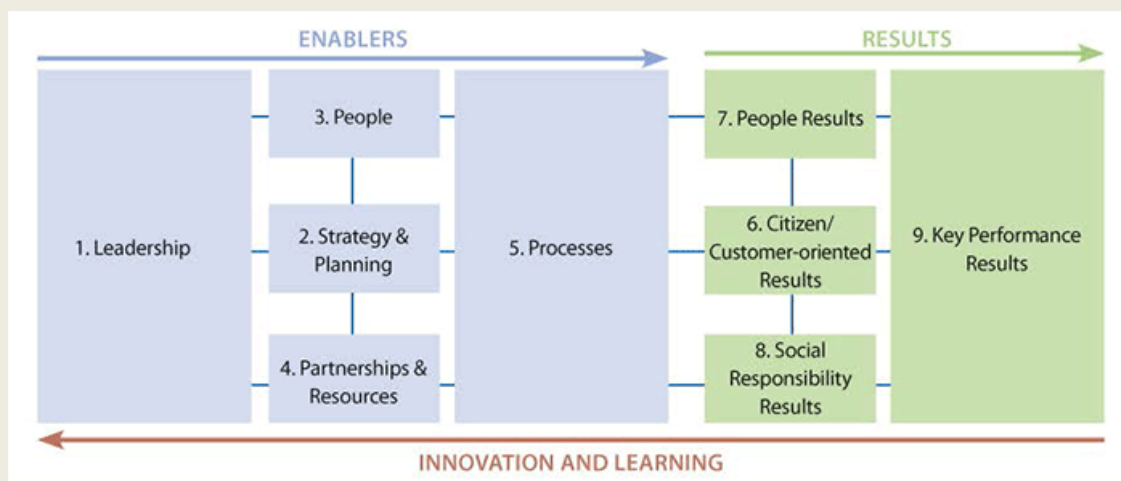 ENABLERS
RESULTS
1. Leadership
3. People
2. Strategy &
Planning
4. Partnerships &
Resources
5. Processes
7. People Results
6. Citizen/
Customer-oriented
Results
8. Social
Responsibility
Results
9. Key Performance
Results
INNOVATION AND LEARNING